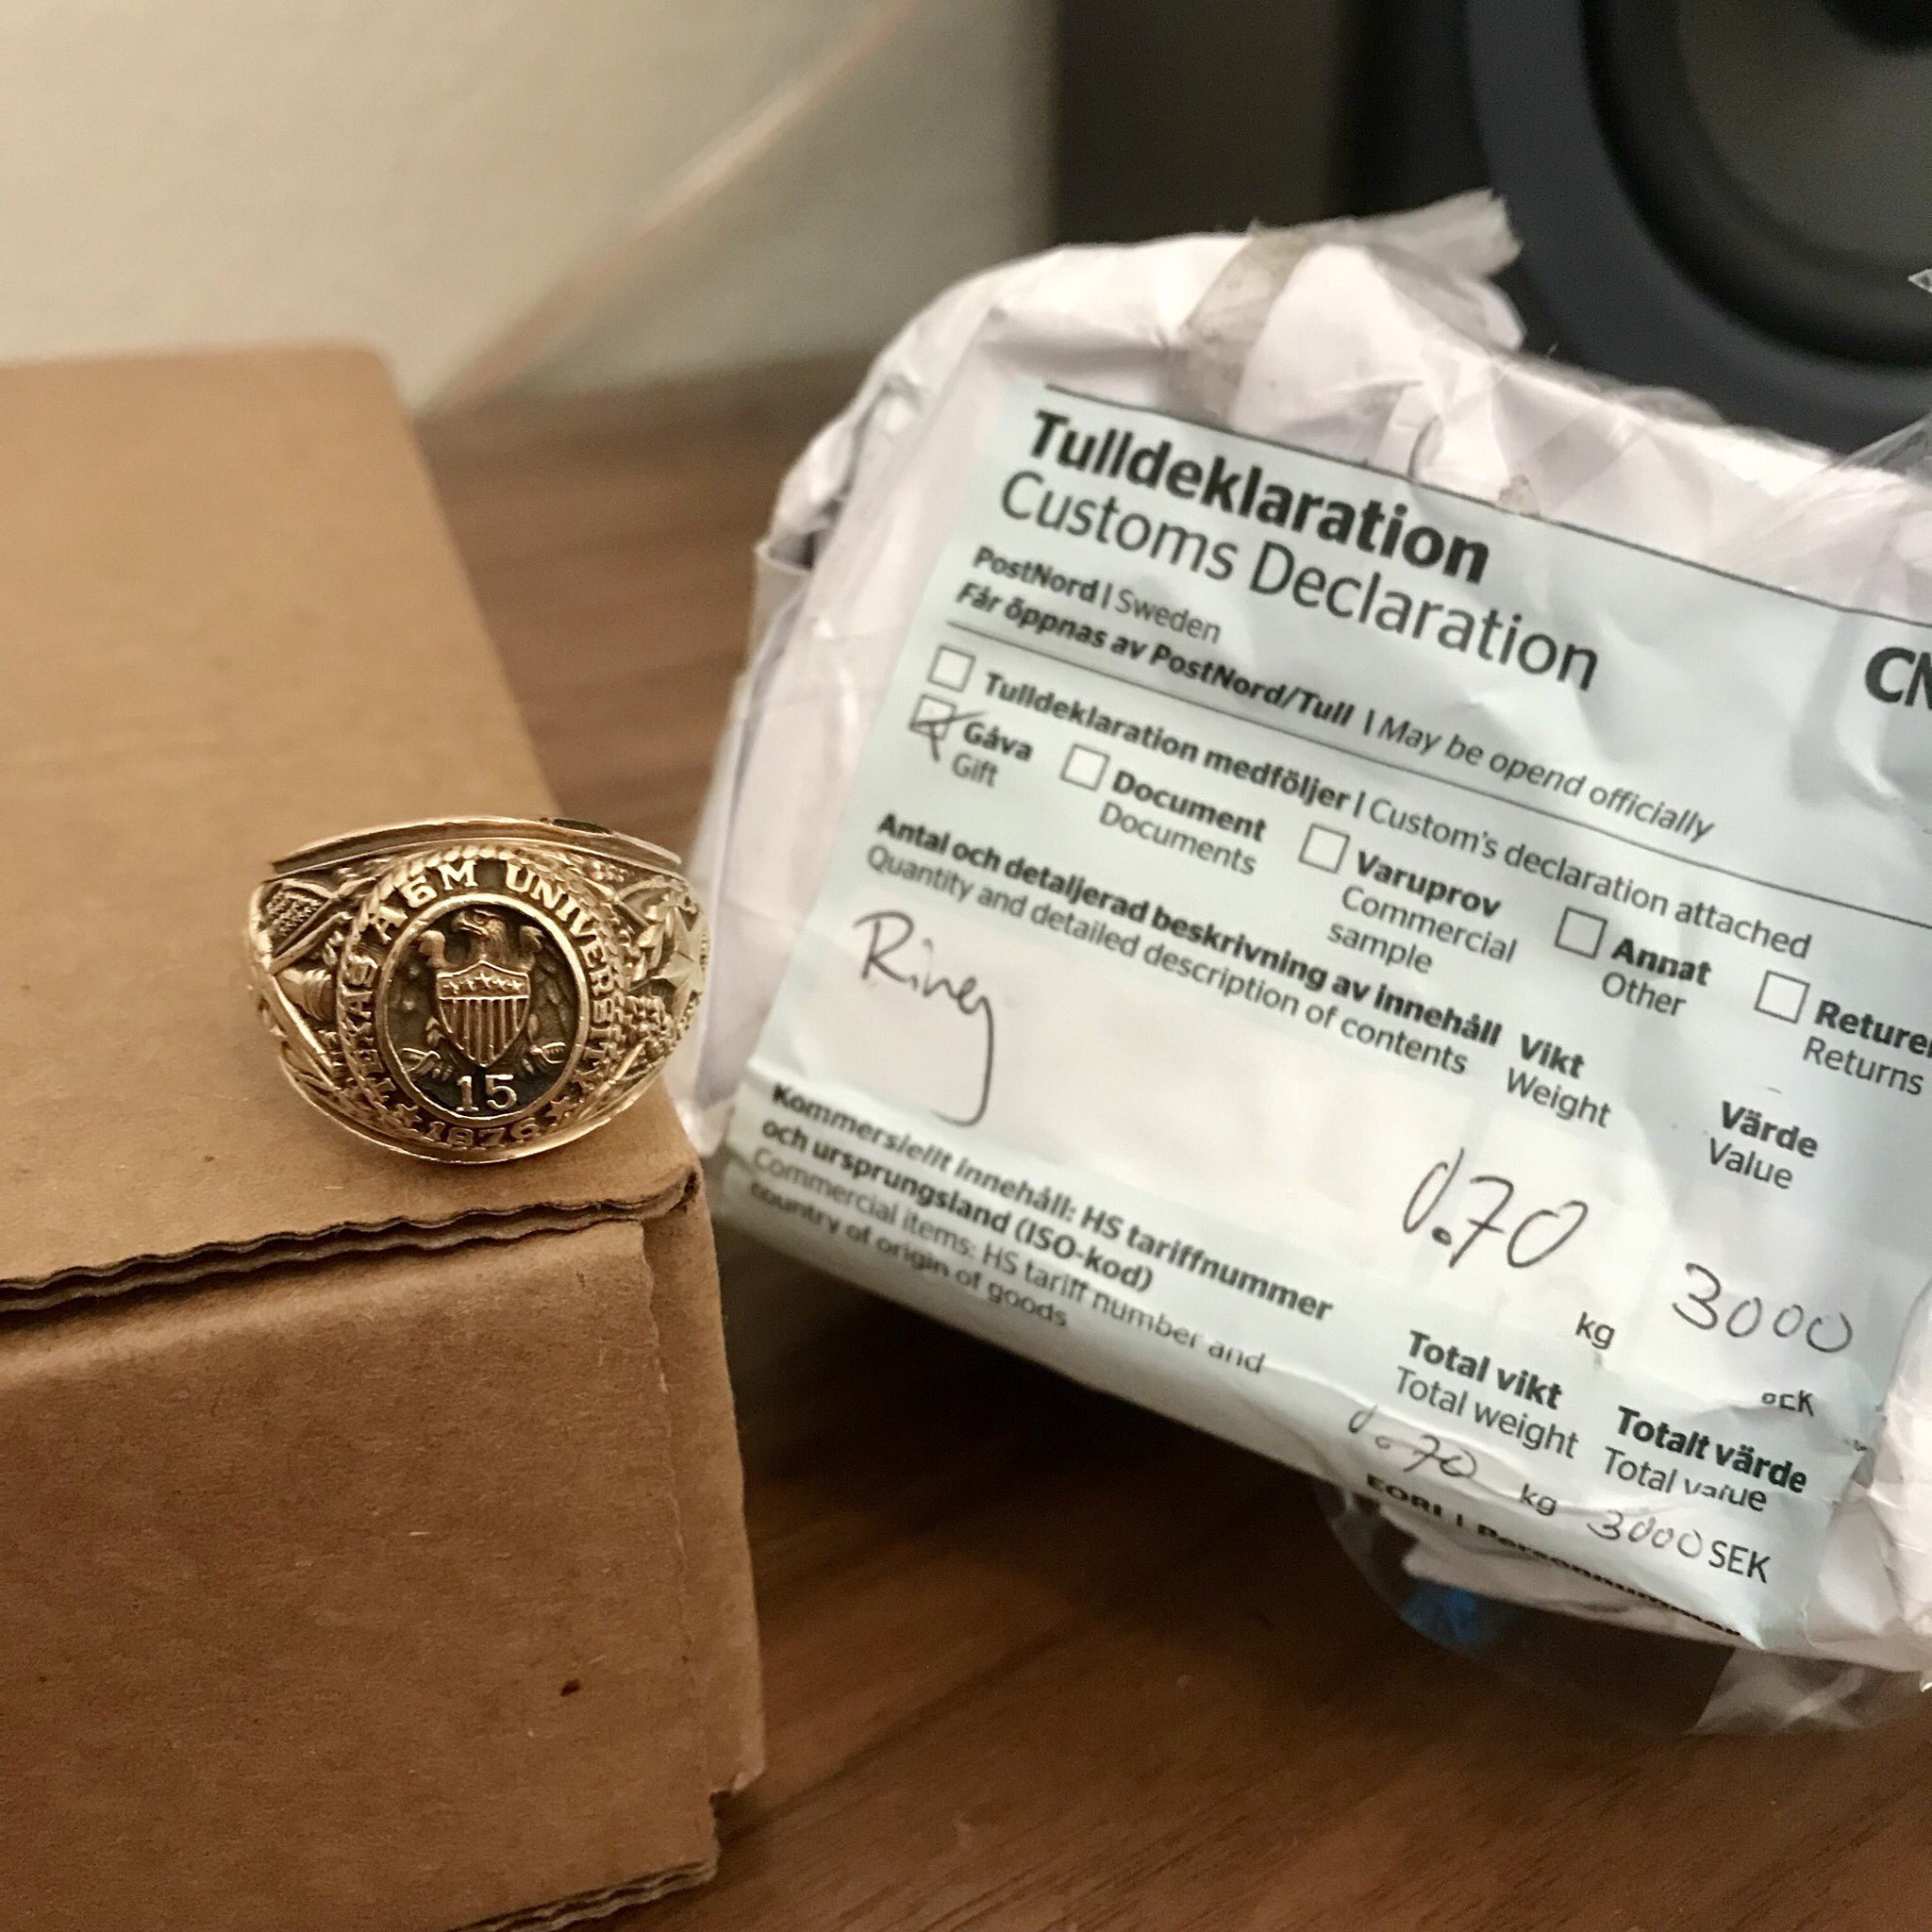 TEXAS A&M UNIVERSITY
15
1876
Tulldeklaration
Customs Declaration
CN
PostNord | Sweden
Får öppnas av PostNord/Tull | May be opend officially
Tulldeklaration medföljer | Custom's declaration attached
Gåva
Gift
Document
Documents
Varuprov
Commercial
sample
Annat
Other
Returer
Returns
Antal och detaljerad beskrivning av innehåll
Quantity and detailed description of contents
Ring
Vikt
Weight
0.70
kg
Värde
Value
3000
Kommersiellt innehåll: HS tariffnummer
och ursprungsland (ISO-kod)
Commercial items: HS tariff number and
country of origin of goods
Total vikt
Total weight
0.70 kg
Totalt värde
Total value
3000 SEK
EORI | Personnummer